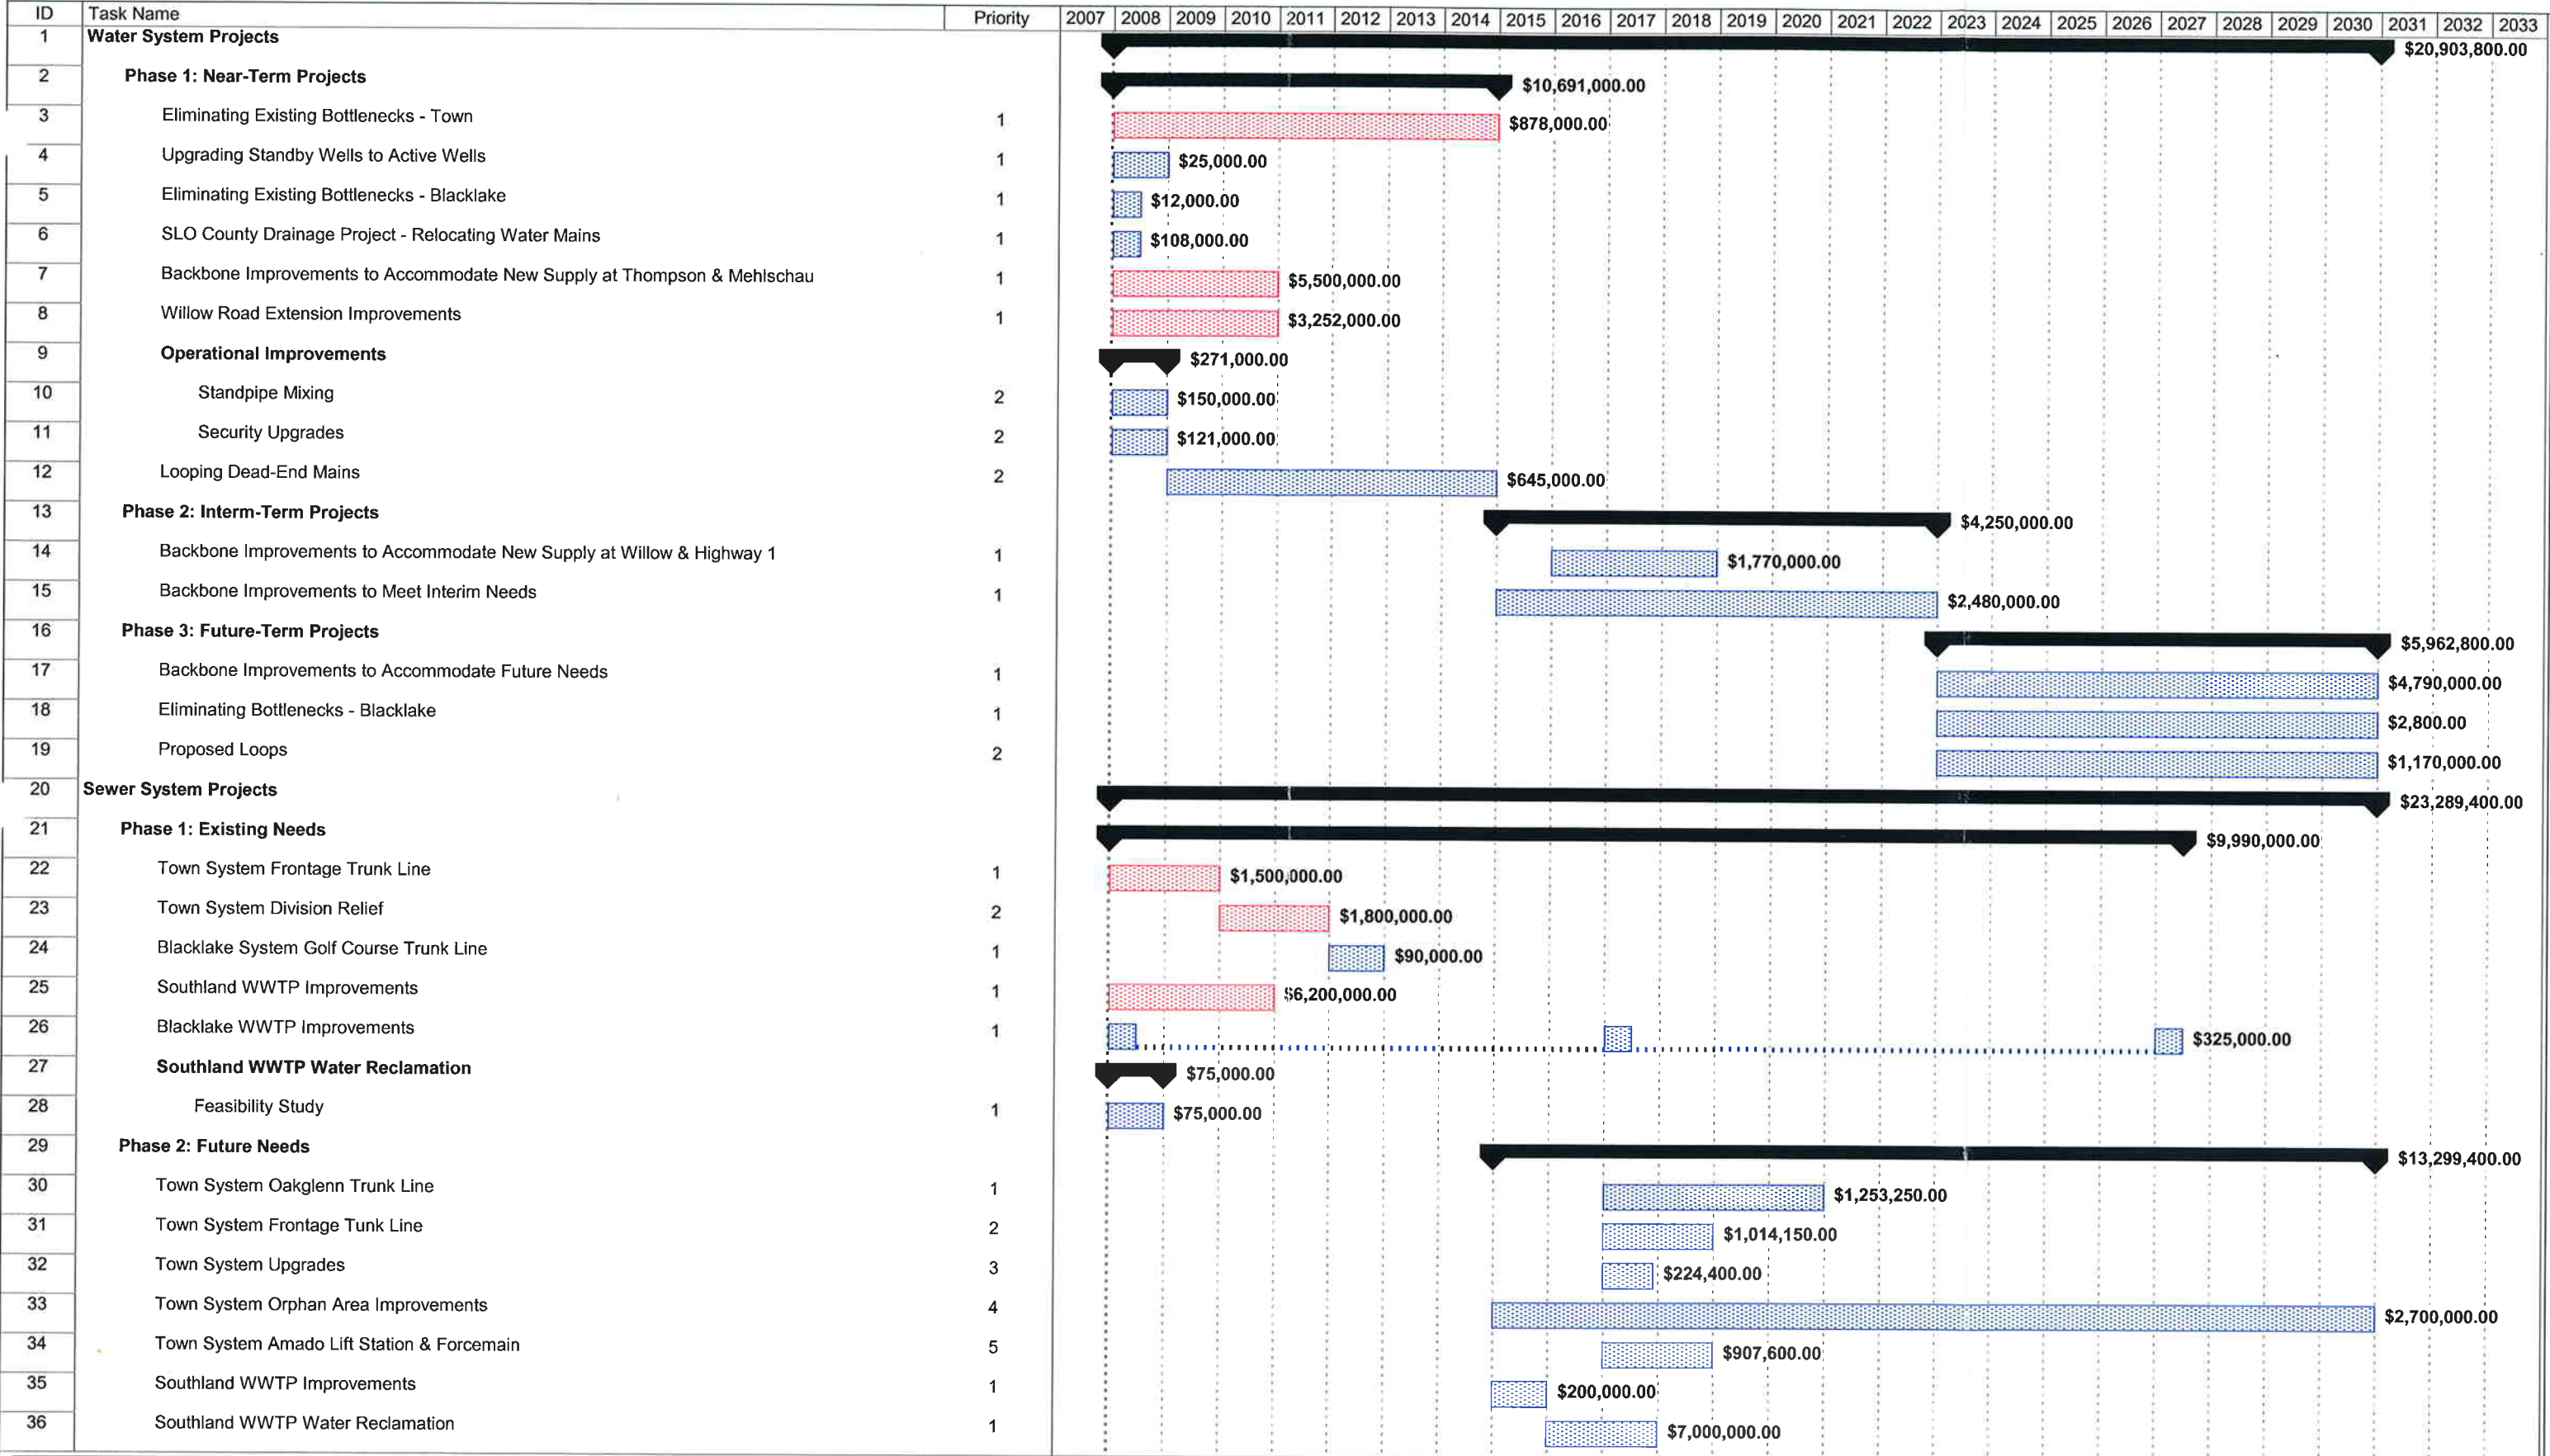 ID Task Name Priority 2007 2008 2009 2010 2011 2012 2013 2014 2015 2016 2017 2018 2019 2020 2021 2022 2023 2024 2025 2026 2027 2028 2029 2030 2031 2032 2033
1 Water System Projects $20,903,800.00
2 Phase 1: Near-Term Projects $10,691,000.00
3 Eliminating Existing Bottlenecks - Town 1 $878,000.00
4 Upgrading Standby Wells to Active Wells 1 $25,000.00
5 Eliminating Existing Bottlenecks - Blacklake 1 $12,000.00
6 SLO County Drainage Project - Relocating Water Mains 1 $108,000.00
7 Backbone Improvements to Accommodate New Supply at Thompson & Mehlschau 1 $5,500,000.00
8 Willow Road Extension Improvements 1 $3,252,000.00
9 Operational Improvements $271,000.00
10 Standpipe Mixing 2 $150,000.00
11 Security Upgrades 2 $121,000.00
12 Looping Dead-End Mains 2 $645,000.00
13 Phase 2: Interm-Term Projects $4,250,000.00
14 Backbone Improvements to Accommodate New Supply at Willow & Highway 1 1 $1,770,000.00
15 Backbone Improvements to Meet Interim Needs 1 $2,480,000.00
16 Phase 3: Future-Term Projects $5,962,800.00
17 Backbone Improvements to Accommodate Future Needs 1 $4,790,000.00
18 Eliminating Bottlenecks - Blacklake 1 $2,800.00
19 Proposed Loops 2 $1,170,000.00
20 Sewer System Projects $23,289,400.00
21 Phase 1: Existing Needs $9,990,000.00
22 Town System Frontage Trunk Line 1 $1,500,000.00
23 Town System Division Relief 2 $1,800,000.00
24 Blacklake System Golf Course Trunk Line 1 $90,000.00
25 Southland WWTP Improvements 1 $6,200,000.00
26 Blacklake WWTP Improvements 1 $325,000.00
27 Southland WWTP Water Reclamation $75,000.00
28 Feasibility Study 1 $75,000.00
29 Phase 2: Future Needs $13,299,400.00
30 Town System Oakglenn Trunk Line 1 $1,253,250.00
31 Town System Frontage Tunk Line 2 $1,014,150.00
32 Town System Upgrades 3 $224,400.00
33 Town System Orphan Area Improvements 4 $2,700,000.00
34 Town System Amado Lift Station & Forcemain 5 $907,600.00
35 Southland WWTP Improvements 1 $200,000.00
36 Southland WWTP Water Reclamation 1 $7,000,000.00